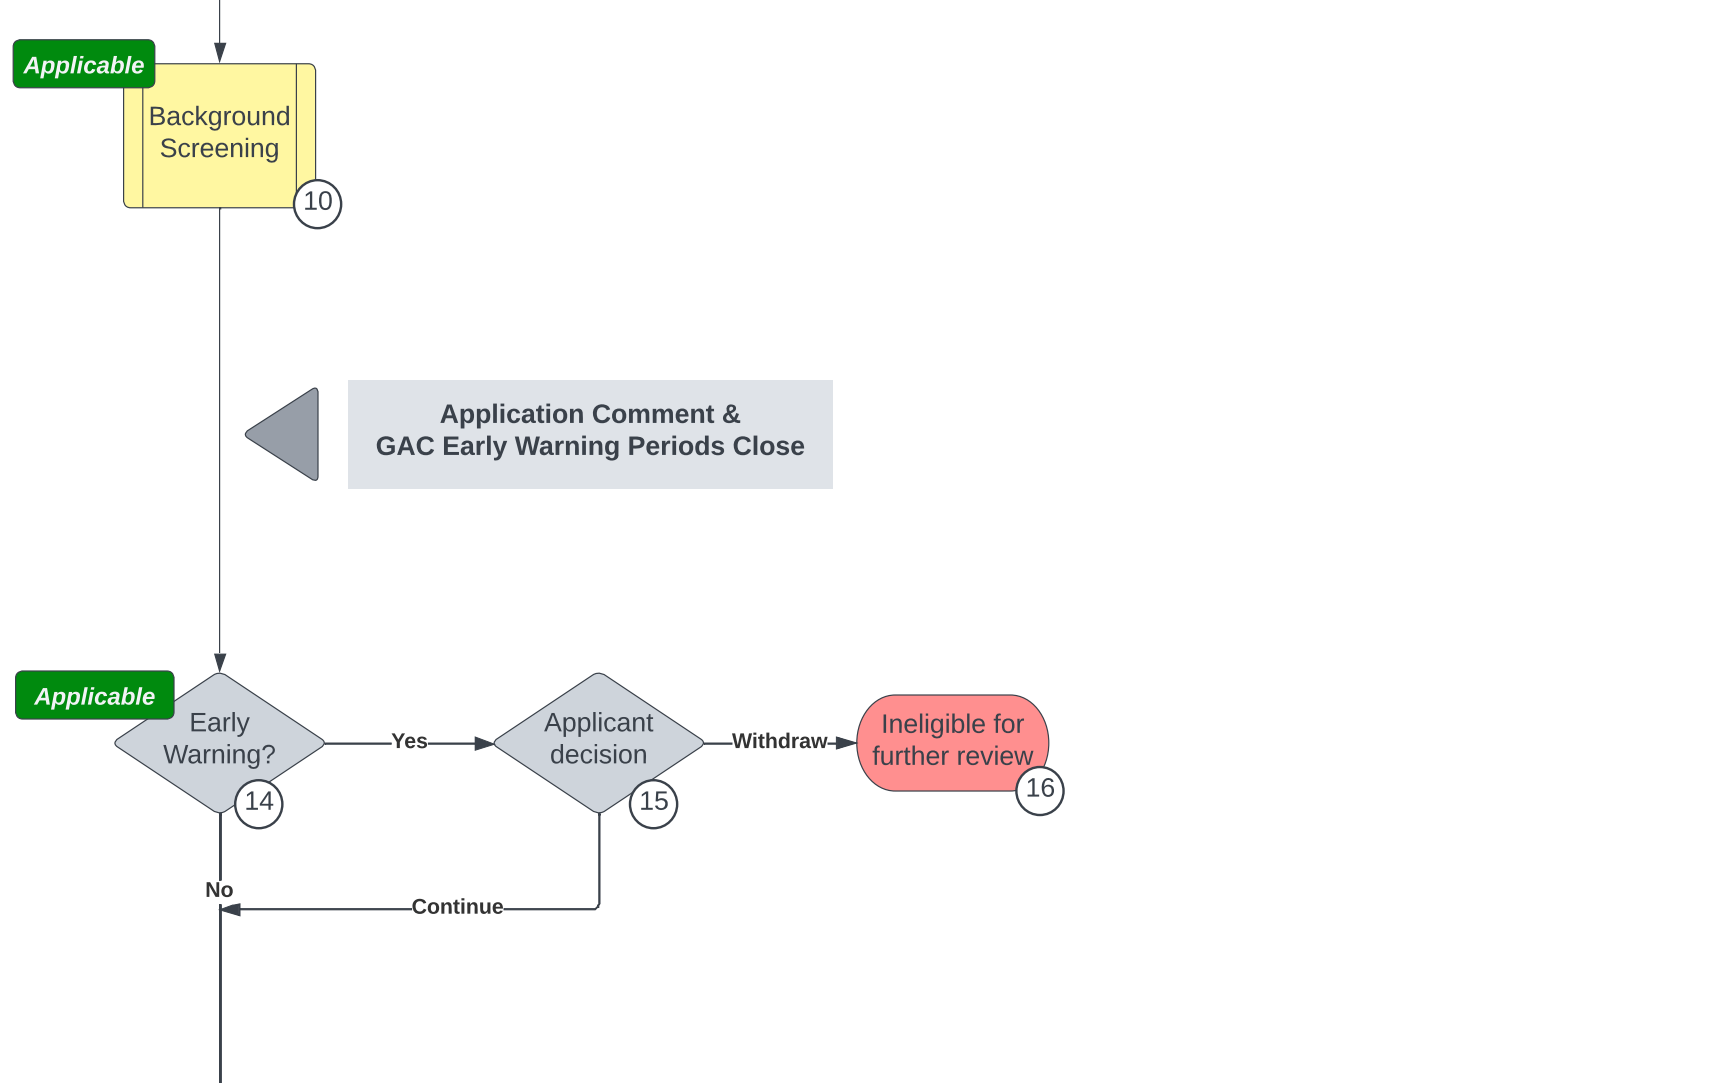 Applicable
Background
Screening
10
Application Comment &
GAC Early Warning Periods Close
Applicable
Early
Warning?
14
Yes
Applicant
decision
15
Withdraw
Ineligible for
further review
16
No
Continue